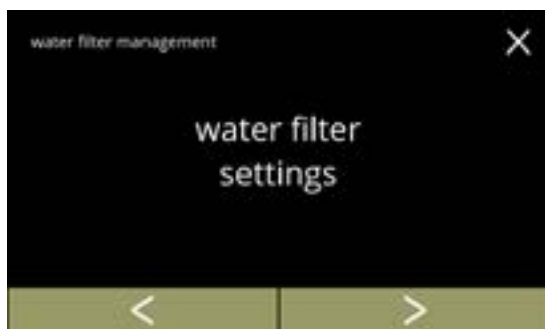 water filter management
water filter
settings
< >